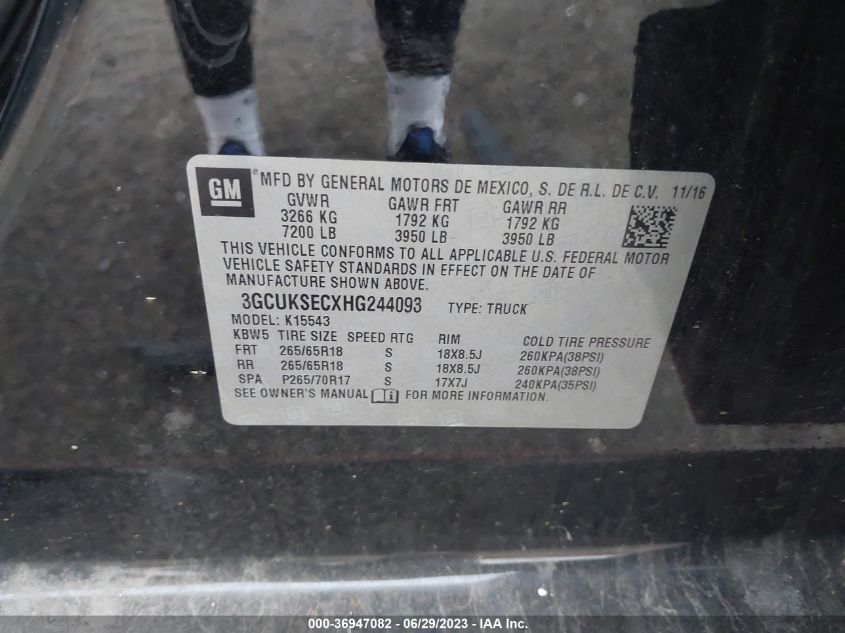 GM ® MFD BY GENERAL MOTORS DE MEXICO, S. DE R.L. DE C.V. 11/16
GVWR GAWR FRT GAWR RR
3266 KG 1792 KG 1792 KG
7200 LB 3950 LB 3950 LB
THIS VEHICLE CONFORMS TO ALL APPLICABLE U.S. FEDERAL MOTOR
VEHICLE SAFETY STANDARDS IN EFFECT ON THE DATE OF
MANUFACTURE SHOWN ABOVE.
3GCUKSECXHG244093 TYPE: TRUCK
MODEL: K15543
KBW5 TIRE SIZE SPEED RTG RIM COLD TIRE PRESSURE
FRT 265/65R18 S 18X8.5J 260KPA(38PSI)
RR 265/65R18 S 18X8.5J 260KPA(38PSI)
SPA P265/70R17 S 17X7J 240KPA(35PSI)
SEE OWNER'S MANUAL FOR MORE INFORMATION.
000-36947082 - 06/29/2023 - IAA Inc.